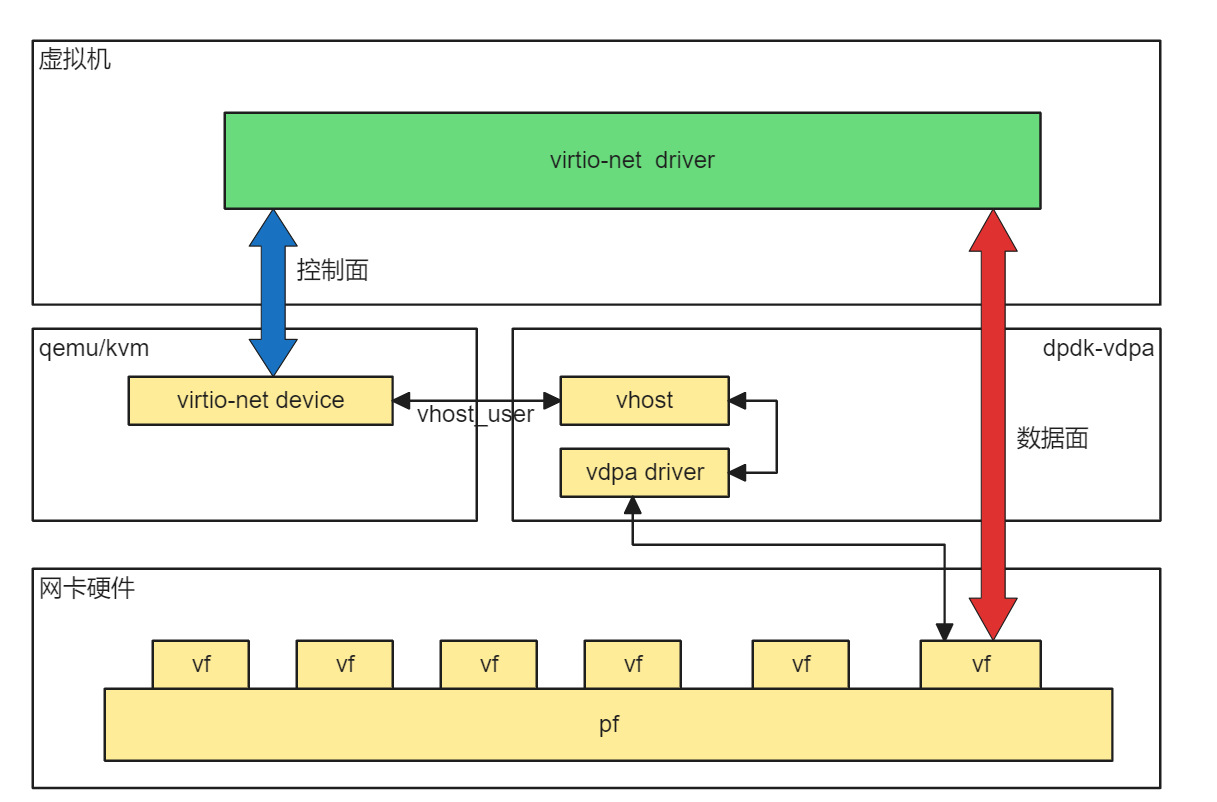 虚拟机
virtio-net  driver
控制面
qemu/kvm
dpdk-vdpa
virtio-net device
vhost_user
vhost
数据面
vdpa driver
网卡硬件
vf
vf
vf
vf
vf
vf
pf